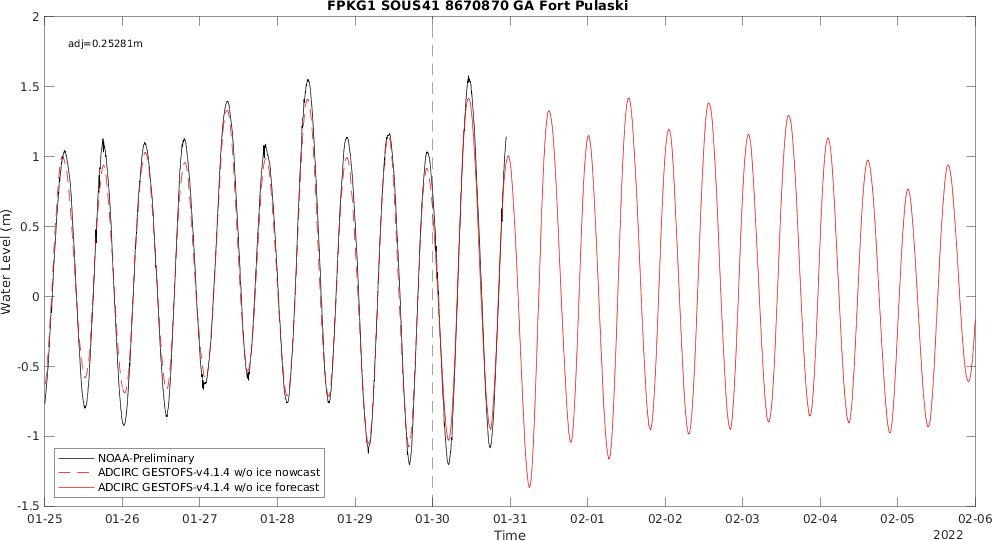 FPKG1 SOUS41 8670870 GA Fort Pulaski
adj=0.25281m
2
1.5
1
0.5
0
-0.5
-1
-1.5
Water Level (m)
NOAA-Preliminary
ADCIRC GESTOFS-v4.1.4 w/o ice nowcast
ADCIRC GESTOFS-v4.1.4 w/o ice forecast
01-25 01-26 01-27 01-28 01-29 01-30 01-31 02-01 02-02 02-03 02-04 02-05 02-06
Time
2022